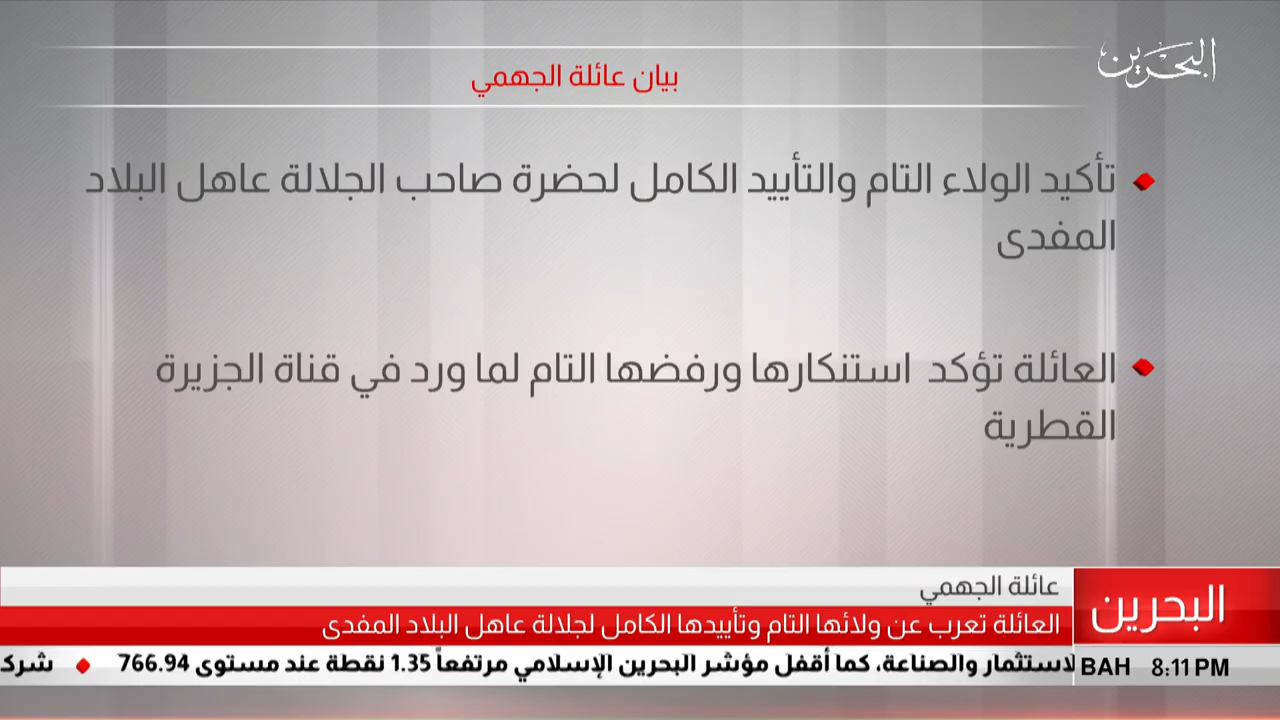 البحرين
بيان عائلة الجهمي
تأكيد الولاء التام والتأييد الكامل لحضرة صاحب الجلالة عاهل البلاد
المفدى
العائلة تؤكد استنكارها ورفضها التام لما ورد في قناة الجزيرة
القطرية
عائلة الجهمي
البحرين
العائلة تعرب عن ولائها التام وتأييدها الكامل لجلالة عاهل البلاد المفدى
BAH 8:11 PM
لاستثمار والصناعة، كما أقفل مؤشر البحرين الإسلامي مرتفعاً 1.35 نقطة عند مستوى 766.94 شرك